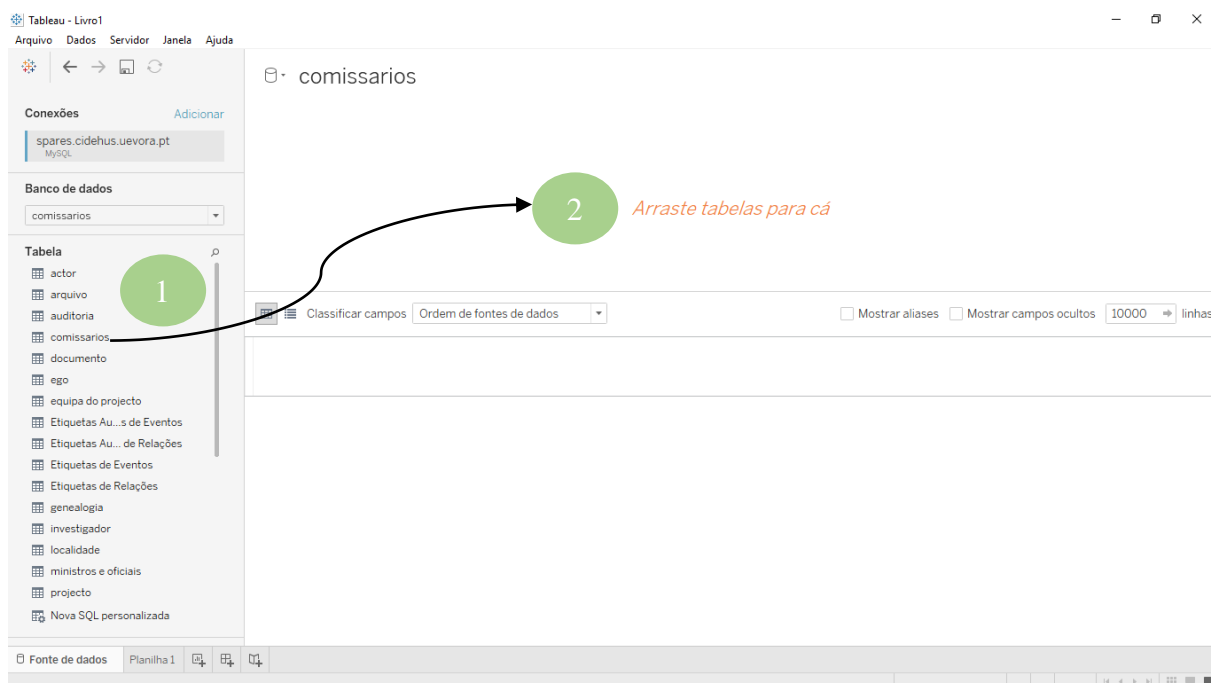 Tableau - Livro1
Arquivo Dados Servidor Janela Ajuda
comissarios
Conexões Adicionar
spares.cidehus.uevora.pt
MySQL
Banco de dados
comissarios
2 Arraste tabelas para cá
Tabela
1
actor
arquivo
auditoria
comissarios
documento
ego
equipa do projecto
Etiquetas Au...s de Eventos
Etiquetas Au... de Relações
Etiquetas de Eventos
Etiquetas de Relações
genealogia
investigador
localidade
ministros e oficiais
projecto
Nova SQL personalizada
Classificar campos Ordem de fontes de dados Mostrar aliases Mostrar campos ocultos 10000 linhas
Fonte de dados Planilha 1